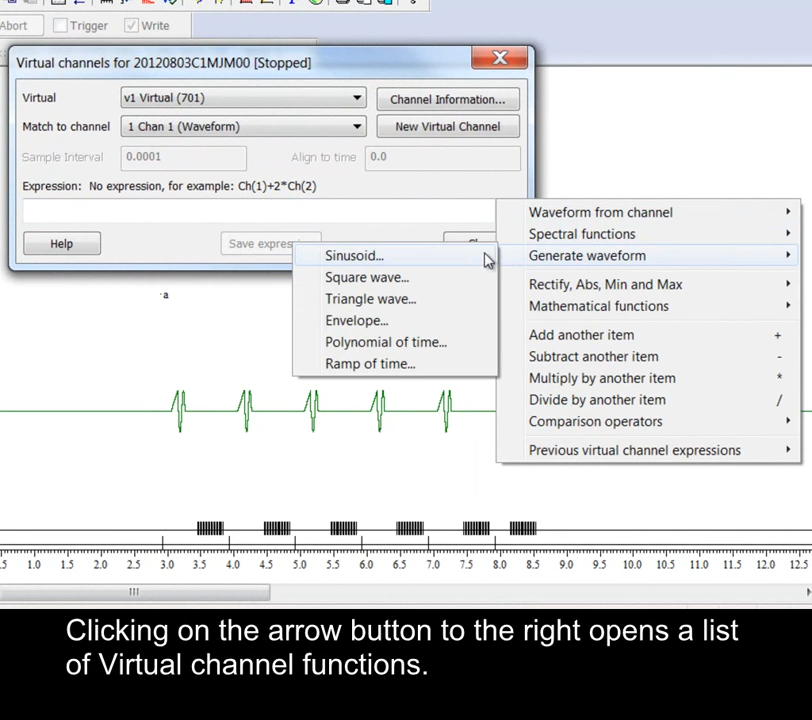 Abort Trigger Write
Virtual channels for 20120803C1MJM00 [Stopped]
Virtual v1 Virtual (701) Channel Information...
Match to channel 1 Chan 1 (Waveform) New Virtual Channel
Sample Interval 0.0001 Align to time 0.0
Expression: No expression, for example: Ch(1)+2*Ch(2)
Help Save expres
Waveform from channel
Spectral functions
Generate waveform
Rectify, Abs, Min and Max
Mathematical functions
Add another item +
Subtract another item -
Multiply by another item *
Divide by another item /
Comparison operators
Previous virtual channel expressions
Sinusoid...
Square wave...
Triangle wave...
Envelope...
Polynomial of time...
Ramp of time...
a
.5 1.0 1.5 2.0 2.5 3.0 3.5 4.0 4.5 5.0 5.5 6.0 6.5 7.0 7.5 8.0 8.5 9.0 9.5 10.0 10.5 11.0 11.5 12.0 12.5
Clicking on the arrow button to the right opens a list
of Virtual channel functions.